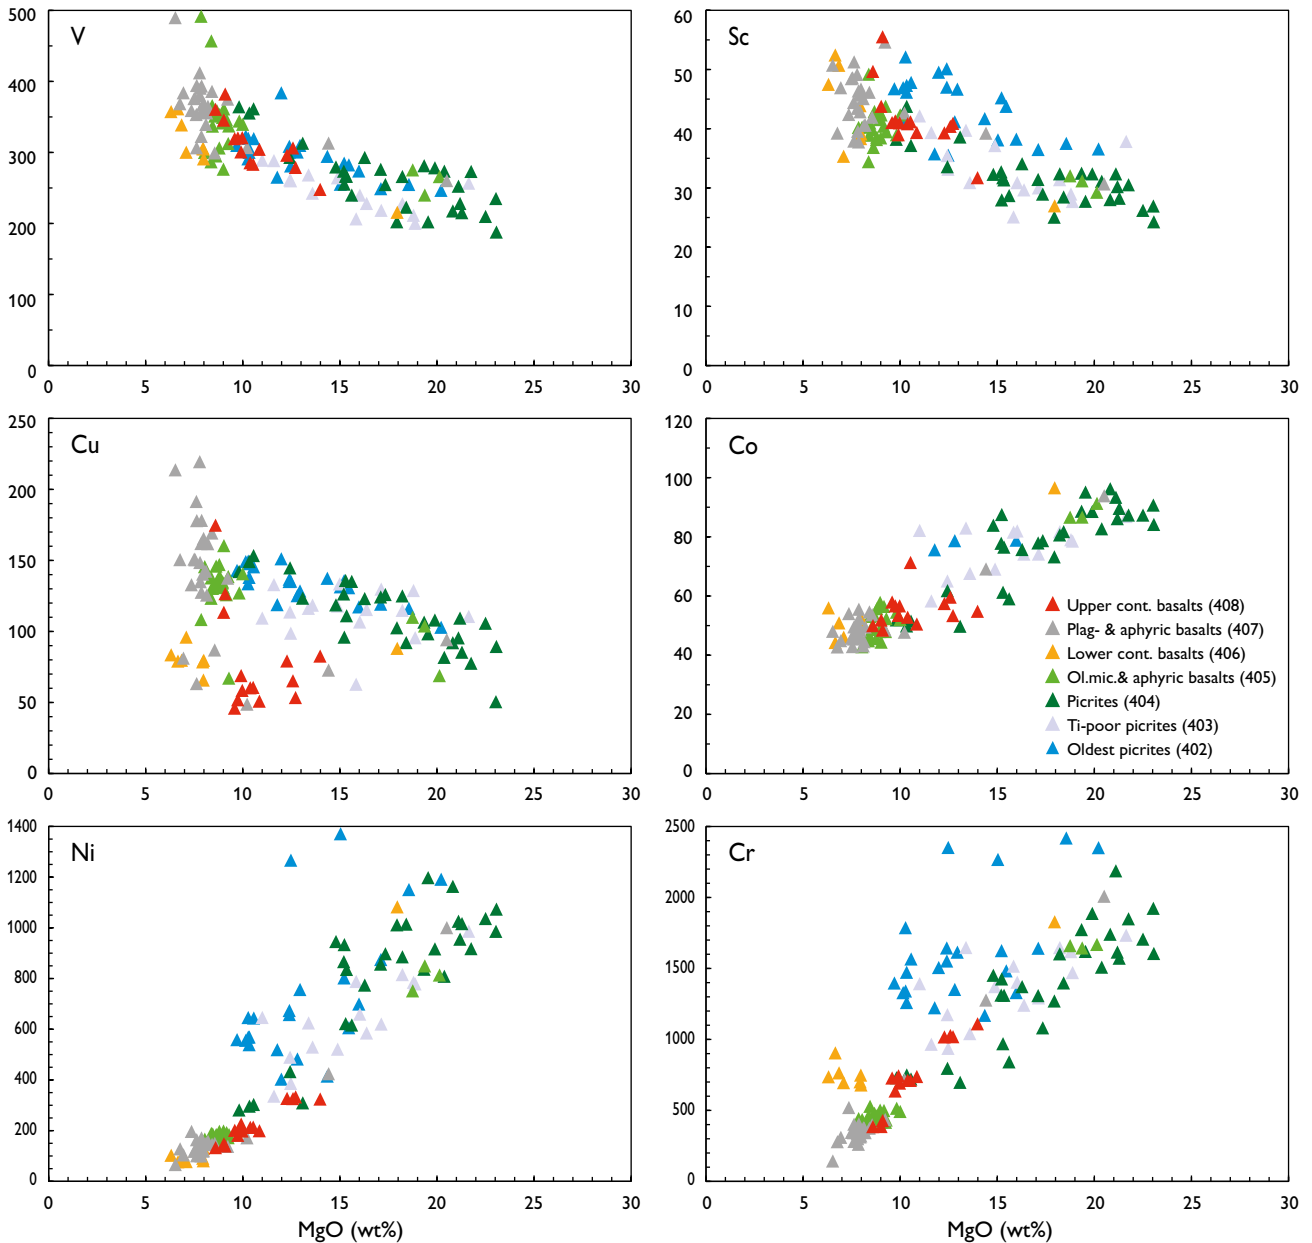 V
500
400
300
200
100
0
0 5 10 15 20 25 30
Sc
60
50
40
30
20
10
0
0 5 10 15 20 25 30
Cu
250
200
150
100
50
0
0 5 10 15 20 25 30
Co
120
100
80
60
40
20
0
0 5 10 15 20 25 30
Upper cont. basalts (408)
Plag- & aphyric basalts (407)
Lower cont. basalts (406)
Ol.mic.& aphyric basalts (405)
Picrites (404)
Ti-poor picrites (403)
Oldest picrites (402)
Ni
1400
1200
1000
800
600
400
200
0
0 5 10 15 20 25 30
MgO (wt%)
Cr
2500
2000
1500
1000
500
0
0 5 10 15 20 25 30
MgO (wt%)